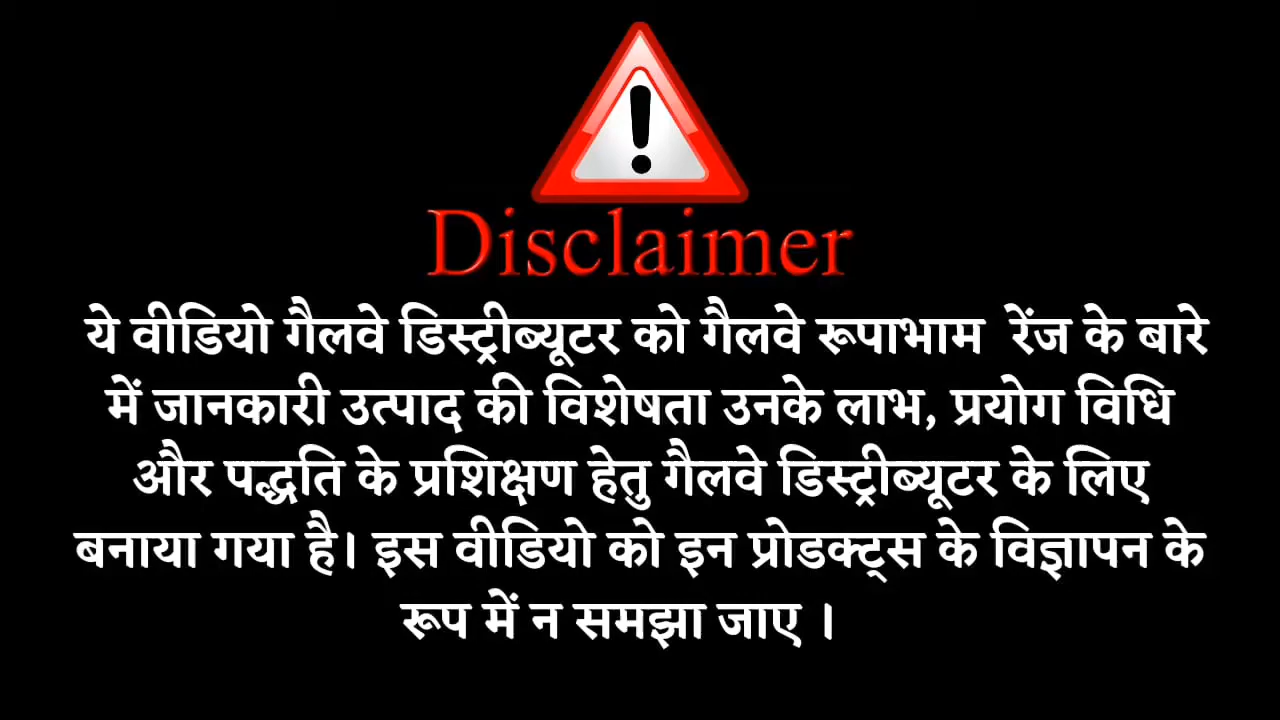 Disclaimer
ये वीडियो गैलवे डिस्ट्रीब्यूटर को गैलवे रूपाभाम रेंज के बारे
में जानकारी उत्पाद की विशेषता उनके लाभ, प्रयोग विधि
और पद्धति के प्रशिक्षण हेतु गैलवे डिस्ट्रीब्यूटर के लिए
बनाया गया है। इस वीडियो को इन प्रोडक्ट्स के विज्ञापन के
रूप में न समझा जाए ।